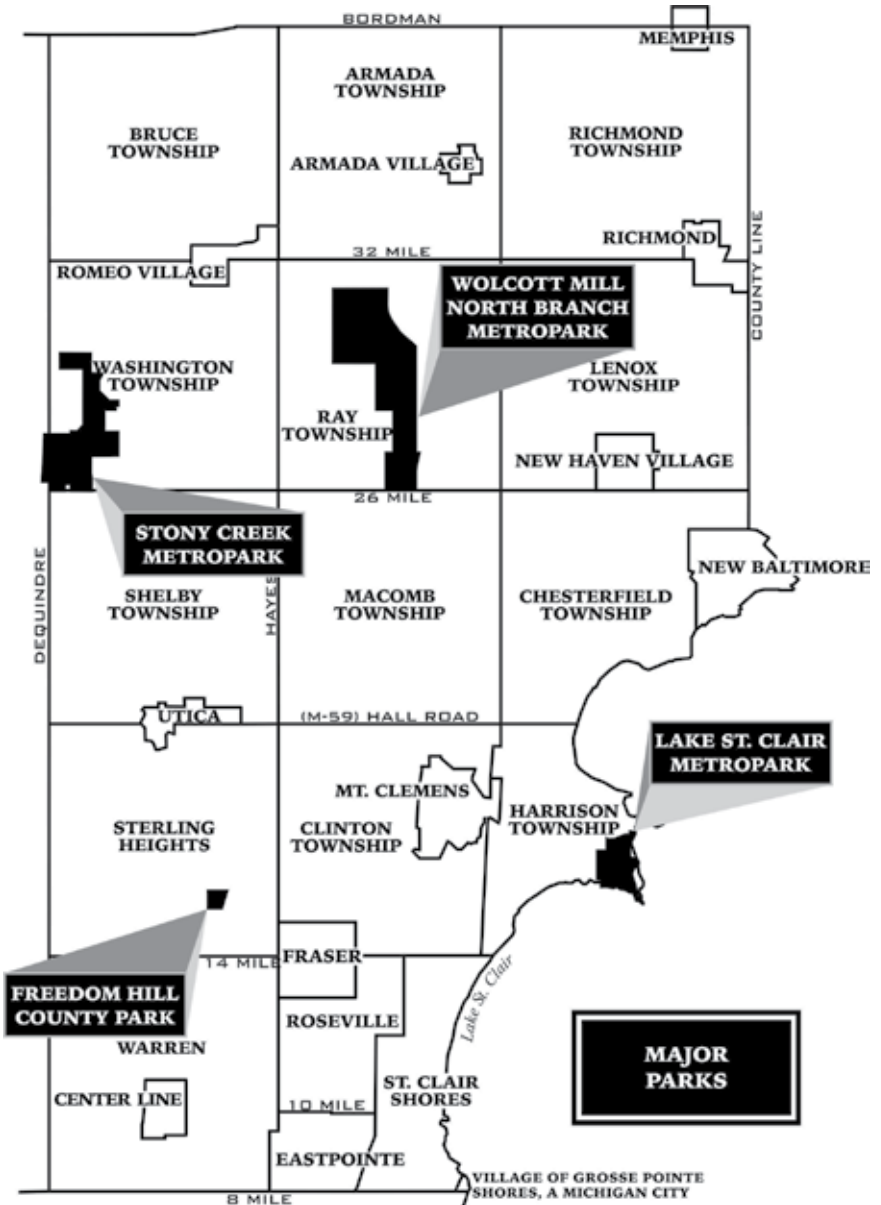 BORDMAN
MEMPHIS
ARMADA
TOWNSHIP
BRUCE
TOWNSHIP
RICHMOND
TOWNSHIP
ARMADA VILLAGE
RICHMOND
32 MILE
ROMEO VILLAGE
COUNTY LINE
WOLCOTT MILL
NORTH BRANCH
METROPARK
WASHINGTON
TOWNSHIP
LENOX
TOWNSHIP
RAY
TOWNSHIP
NEW HAVEN VILLAGE
26 MILE
STONY CREEK
METROPARK
DEQUINDRE
HAYES
NEW BALTIMORE
SHELBY
TOWNSHIP
MACOMB
TOWNSHIP
CHESTERFIELD
TOWNSHIP
UTICA
(M-59) HALL ROAD
LAKE ST. CLAIR
METROPARK
MT. CLEMENS
HARRISON
TOWNSHIP
STERLING
HEIGHTS
CLINTON
TOWNSHIP
14 MILE
FRASER
Lake St. Clair
FREEDOM HILL
COUNTY PARK
ROSEVILLE
WARREN
MAJOR
PARKS
CENTER LINE
ST. CLAIR
SHORES
10 MILE
EASTPOINTE
VILLAGE OF GROSSE POINTE
SHORES, A MICHIGAN CITY
8 MILE